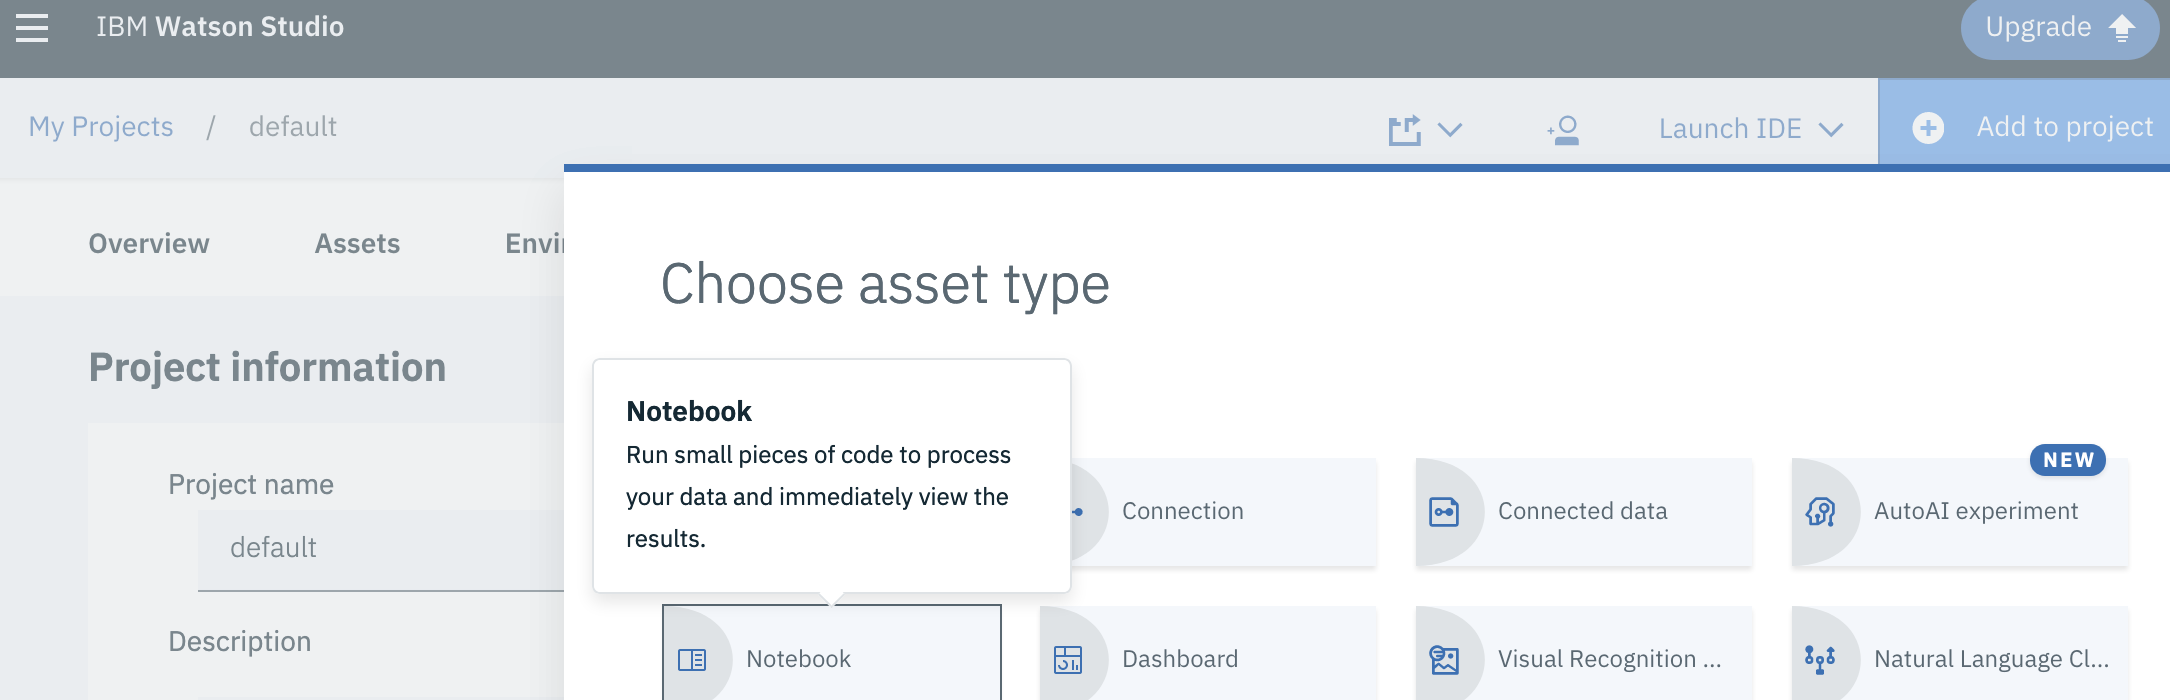 IBM Watson Studio
Upgrade
My Projects / default
Launch IDE
Add to project
Overview
Assets
Choose asset type
Project information
Notebook
Run small pieces of code to process
your data and immediately view the
results.
Project name
default
Description
Connection
Connected data
NEW
AutoAI experiment
Notebook
Dashboard
Visual Recognition ...
Natural Language Cl...